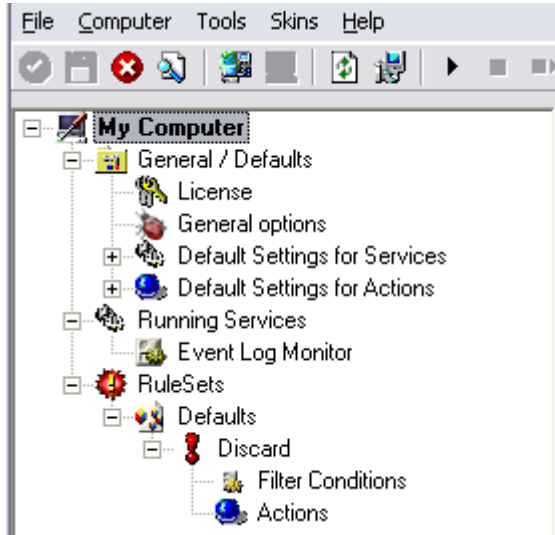 File Computer Tools Skins Help
My Computer
General / Defaults
License
General options
Default Settings for Services
Default Settings for Actions
Running Services
Event Log Monitor
RuleSets
Defaults
Discard
Filter Conditions
Actions